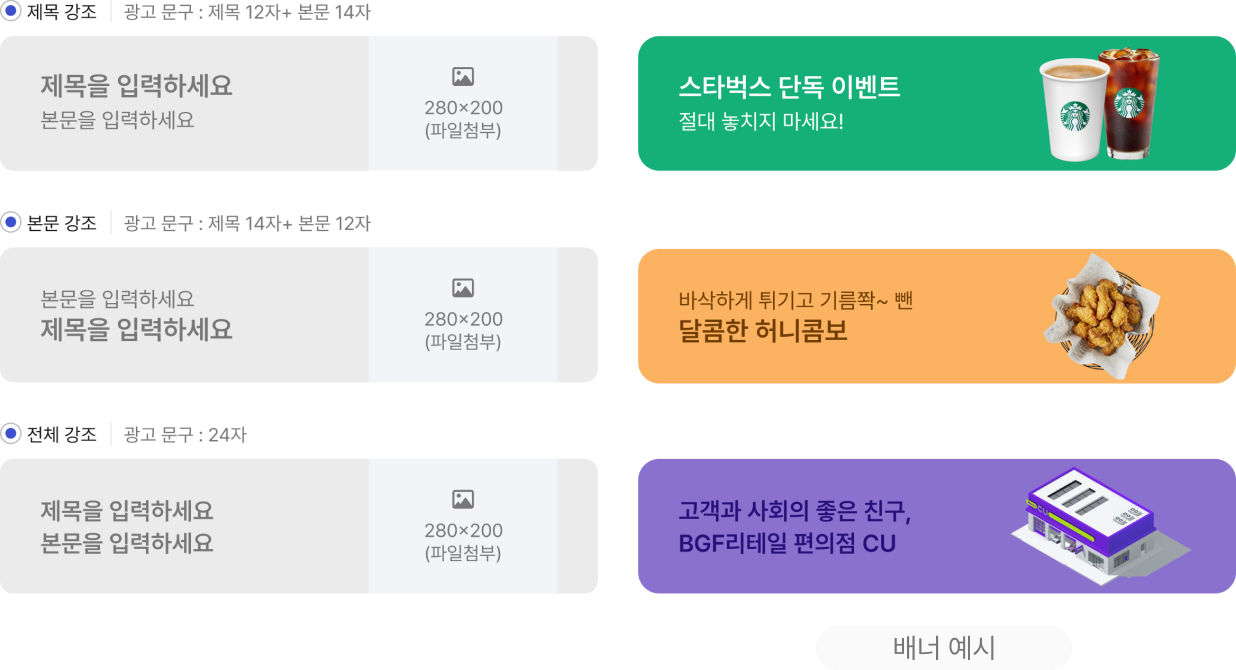 제목 강조 광고 문구 : 제목 12자+ 본문 14자
제목을 입력하세요
본문을 입력하세요
280×200
(파일첨부)
스타벅스 단독 이벤트
절대 놓치지 마세요!
본문 강조 광고 문구 : 제목 14자+ 본문 12자
본문을 입력하세요
제목을 입력하세요
280×200
(파일첨부)
바삭하게 튀기고 기름쫙~ 뺀
달콤한 허니콤보
전체 강조 광고 문구 : 24자
제목을 입력하세요
본문을 입력하세요
280×200
(파일첨부)
고객과 사회의 좋은 친구,
BGF리테일 편의점 CU
CU
배너 예시